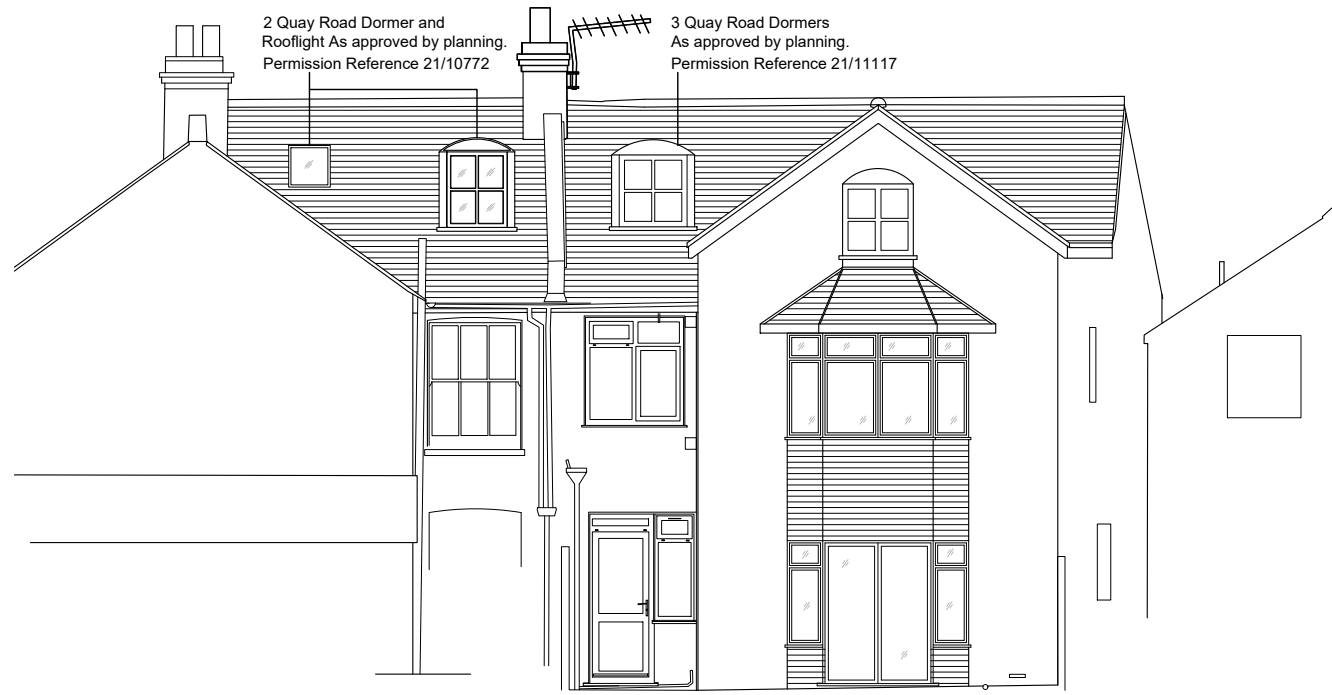 2 Quay Road Dormer and
Rooflight As approved by planning.
Permission Reference 21/10772
3 Quay Road Dormers
As approved by planning.
Permission Reference 21/11117